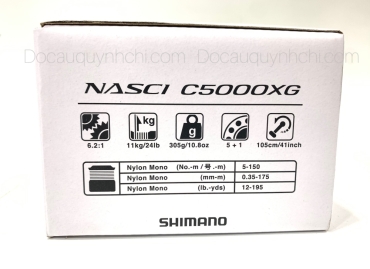 Docauquynhchi.com - Docauquynhchi.com
NASCI C5000XG
kg
g
6.2:1 11kg/24lb 305g/10.8oz 5 + 1 105cm/41inch
Nylon Mono (No.-m / 号.-m) 5-150
Nylon Mono (mm-m) 0.35-175
Nylon Mono (lb.-yds) 12-195
SHIMANO